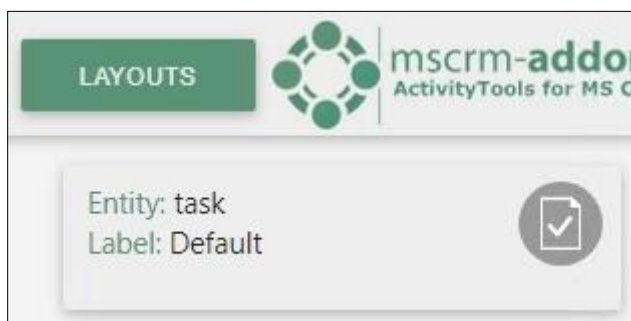 LAYOUTS
mscrm-addo
ActivityTools for MS
Entity: task
Label: Default